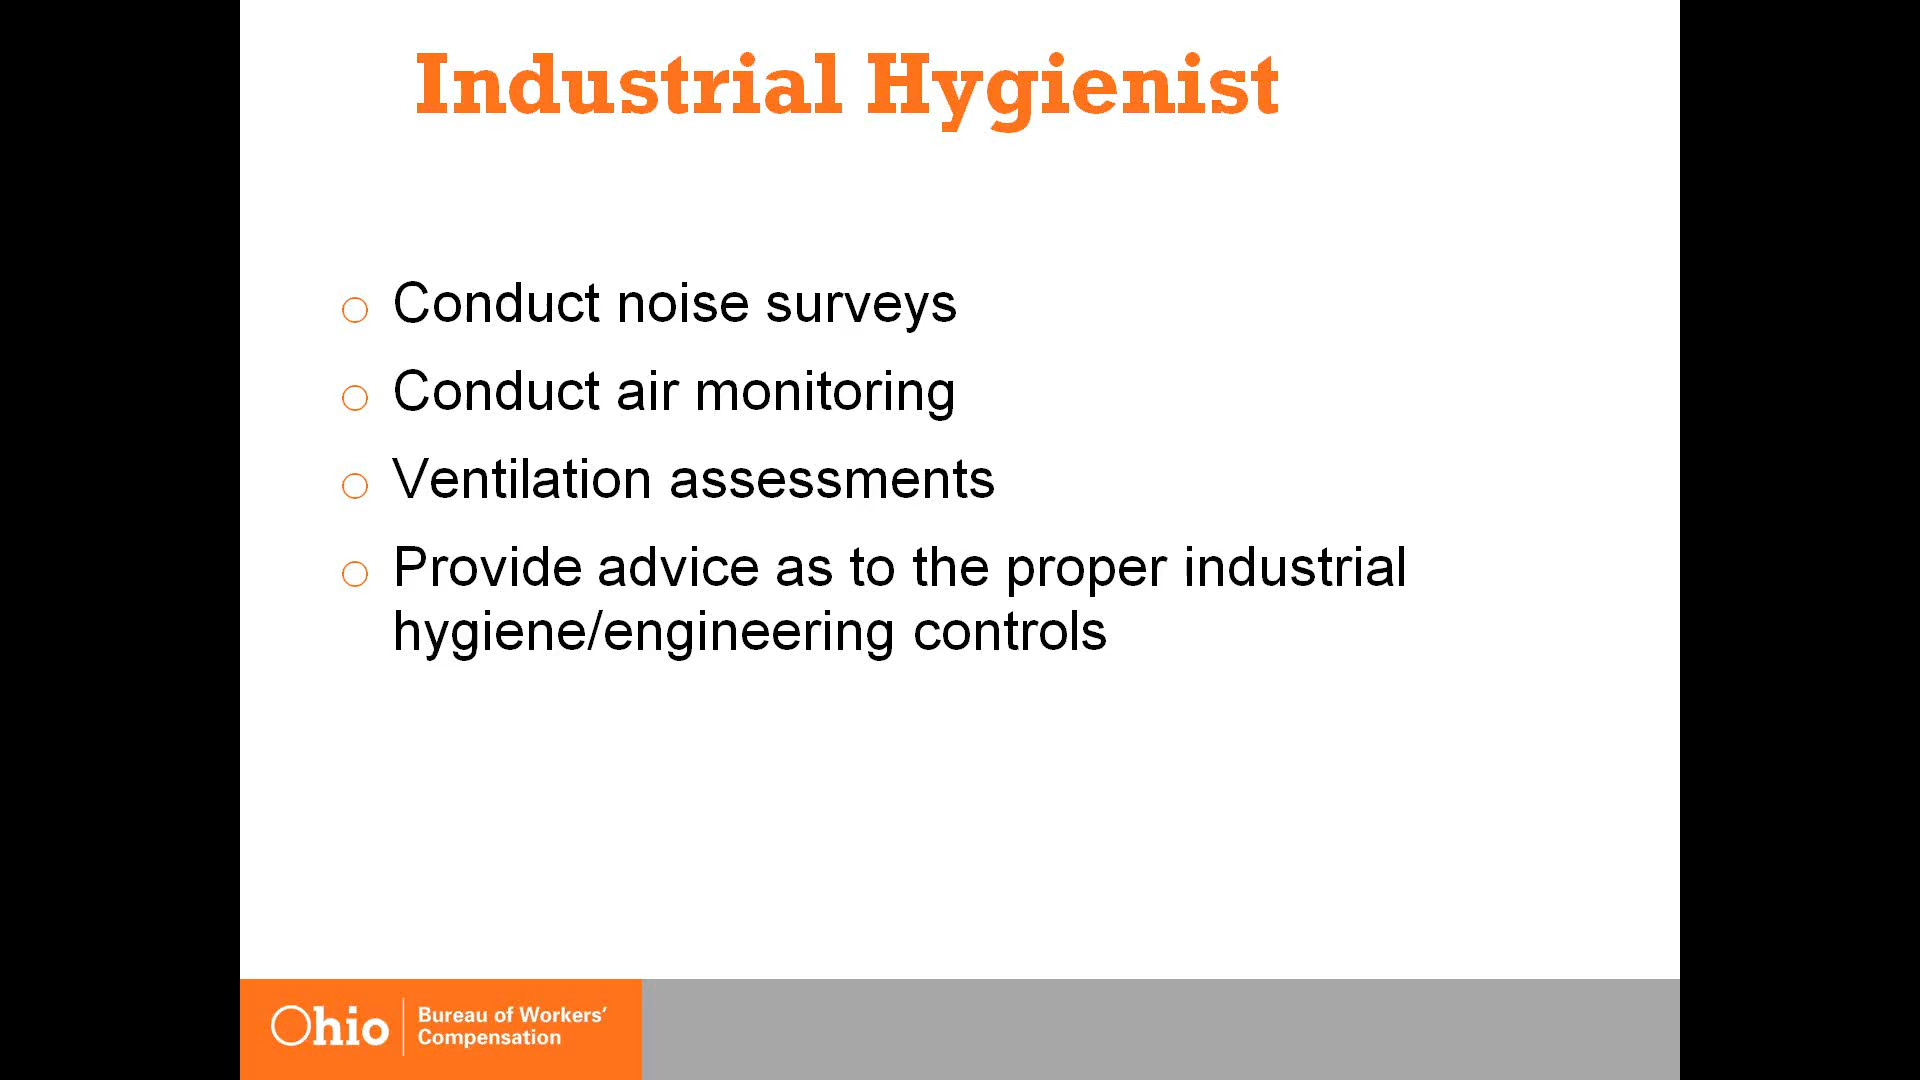 Industrial Hygienist
Conduct noise surveys
Conduct air monitoring
Ventilation assessments
Provide advice as to the proper industrial
hygiene/engineering controls
Ohio
Bureau of Workers’
Compensation